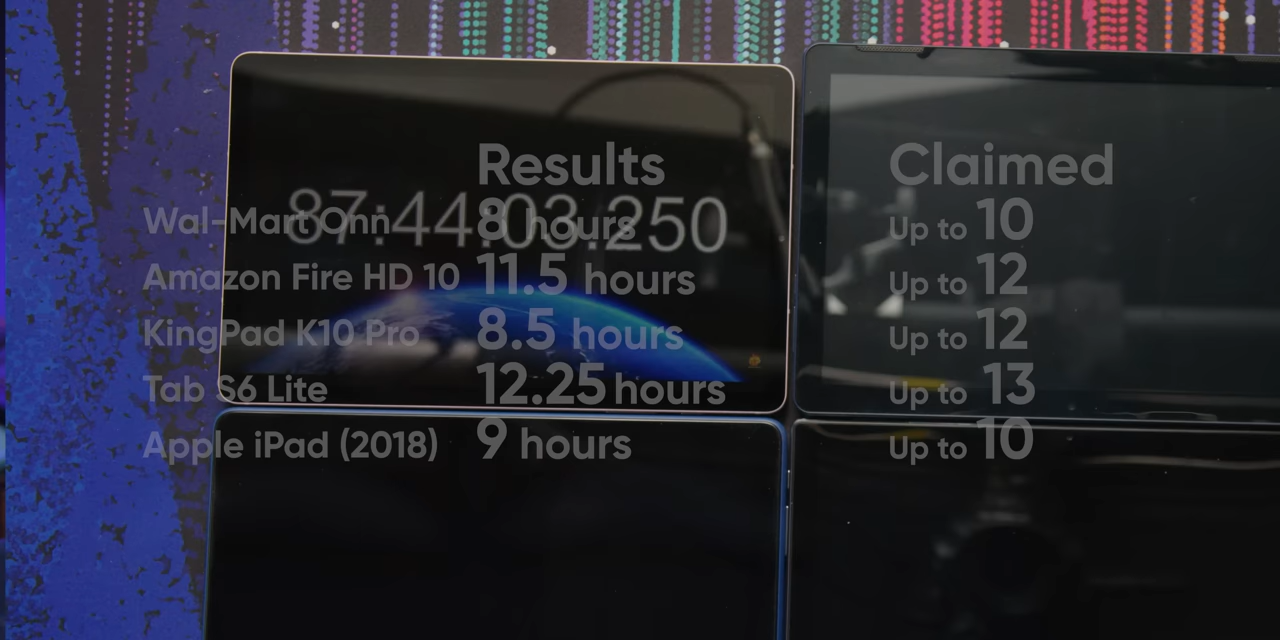 Results Claimed
87:44:03.250
Wal-Mart Onn 8 hours Up to 10
Amazon Fire HD 10 11.5 hours Up to 12
KingPad K10 Pro 8.5 hours Up to 12
Tab S6 Lite 12.25 hours Up to 13
Apple iPad (2018) 9 hours Up to 10